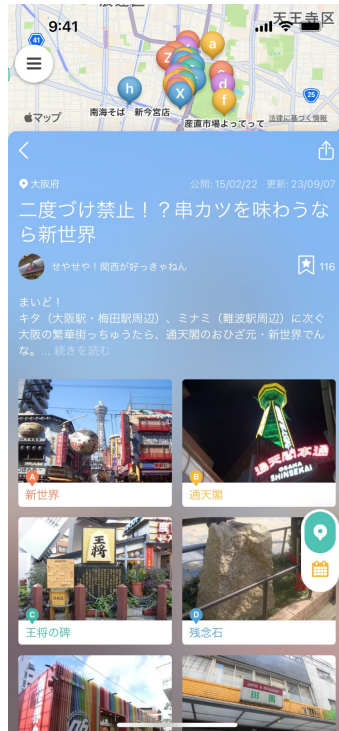 9:41
天王寺区
41
25
a
z
h
x
d
f
南海そば 新今宮店
産直市場よってって
マップ
法律に基づく情報
大阪府
公開: 15/02/22 更新: 23/09/07
二度づけ禁止！？串カツを味わうな
ら新世界
せやせや！関西が好っきゃねん
116
まいど！
キタ（大阪駅・梅田駅周辺）、ミナミ（難波駅周辺）に次ぐ
大阪の繁華街っちゅうたら、通天閣のおひざ元・新世界でん
な。... 続きを読む
A
新世界
通天閣本通
OSAKA
SHINSEKAI
B
通天閣
王将
C
王将の碑
D
残念石